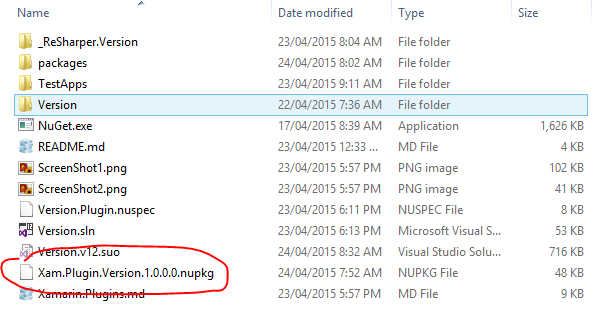 Name Date modified Type Size
_ReSharper.Version 23/04/2015 8:04 AM File folder
packages 24/04/2015 8:02 AM File folder
TestApps 23/04/2015 9:11 AM File folder
Version 22/04/2015 7:36 AM File folder
NuGet.exe 17/04/2015 8:39 AM Application 1,626 KB
README.md 23/04/2015 12:33 ... MD File 4 KB
ScreenShot1.png 23/04/2015 5:57 PM PNG image 102 KB
ScreenShot2.png 23/04/2015 5:57 PM PNG image 41 KB
Version.Plugin.nuspec 23/04/2015 6:11 PM NUSPEC File 8 KB
Version.sln 23/04/2015 6:13 PM Microsoft Visual S... 53 KB
Version.v12.suo 24/04/2015 8:32 AM Visual Studio Solu... 716 KB
Xam.Plugin.Version.1.0.0.0.nupkg 24/04/2015 7:52 AM NUPKG File 48 KB
Xamarin.Plugins.md 23/04/2015 5:57 PM MD File 4 KB